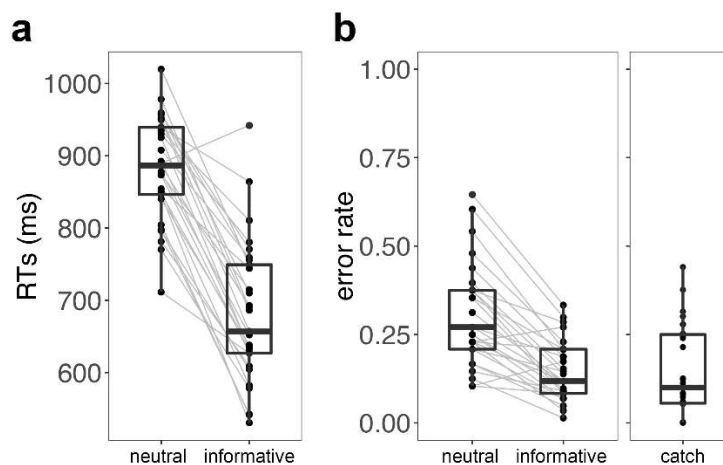 a
RTs (ms)
1000
900
800
700
600
neutral informative
b
error rate
1.00
0.75
0.50
0.25
0.00
neutral informative
catch